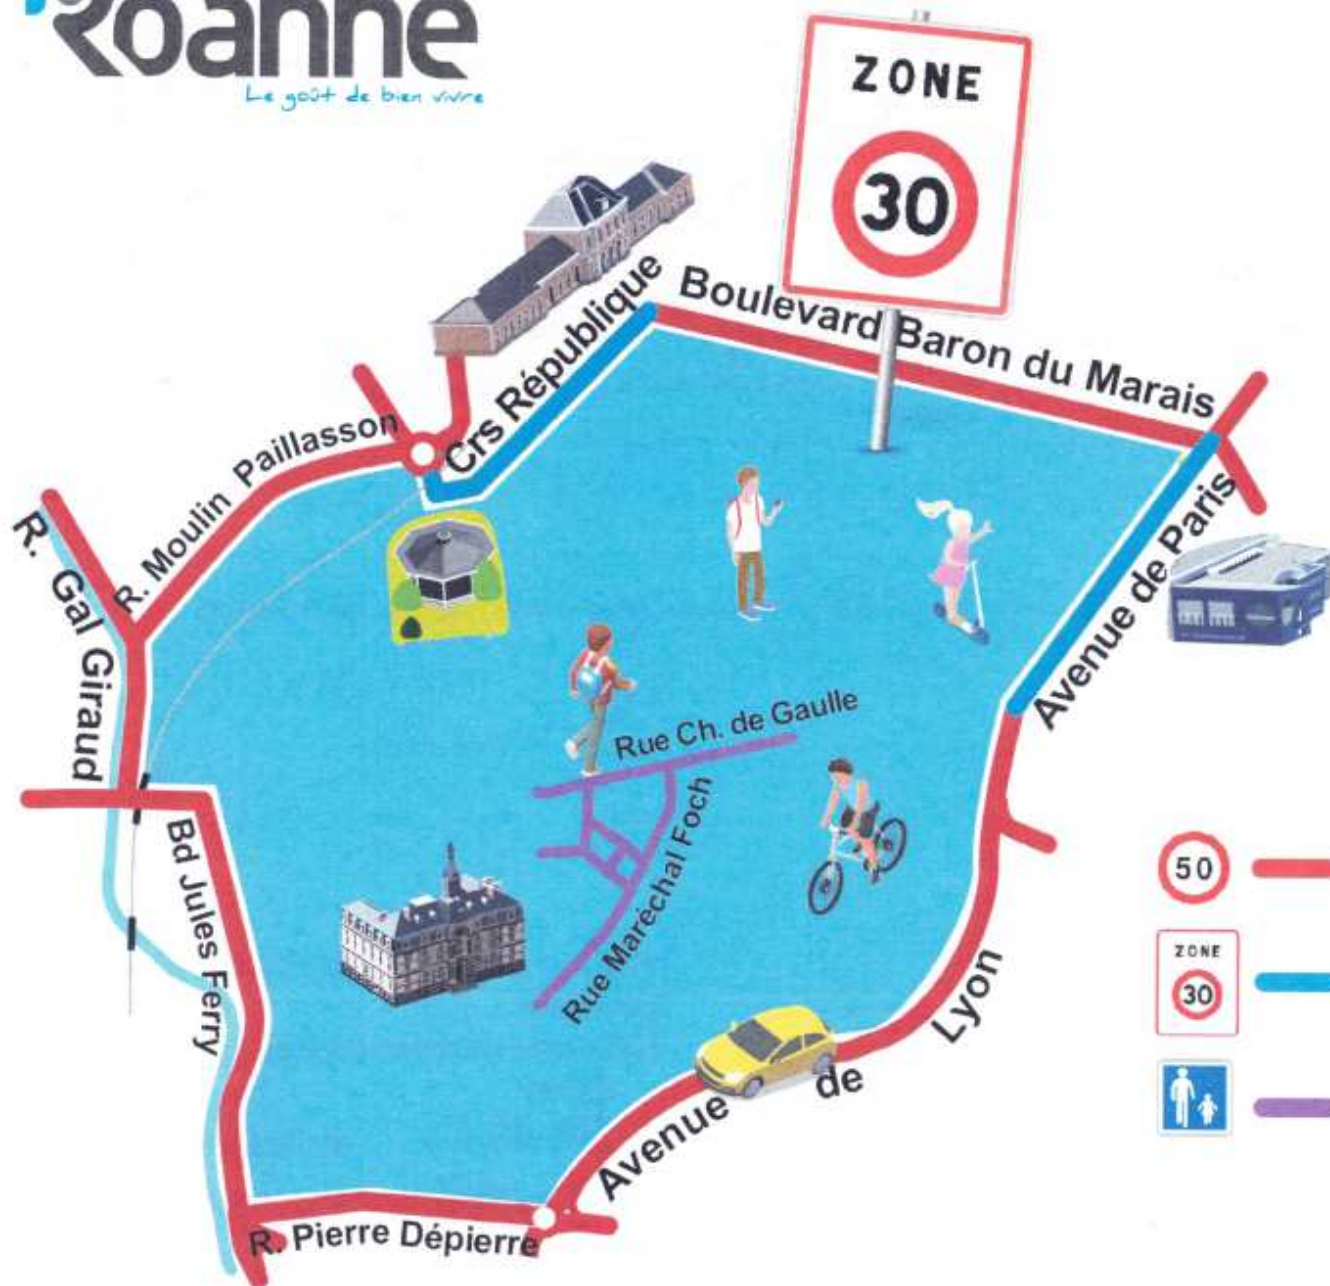 Roanne
Le goût de bien vivre
ZONE
30
Boulevard Baron du Marais
Crs République
R. Moulin Paillasson
R. Gal Giraud
Avenue de Paris
Rue Ch. de Gaulle
Rue Maréchal Foch
Bd Jules Ferry
50
ZONE
30
Avenue de Lyon
R. Pierre Dépierre